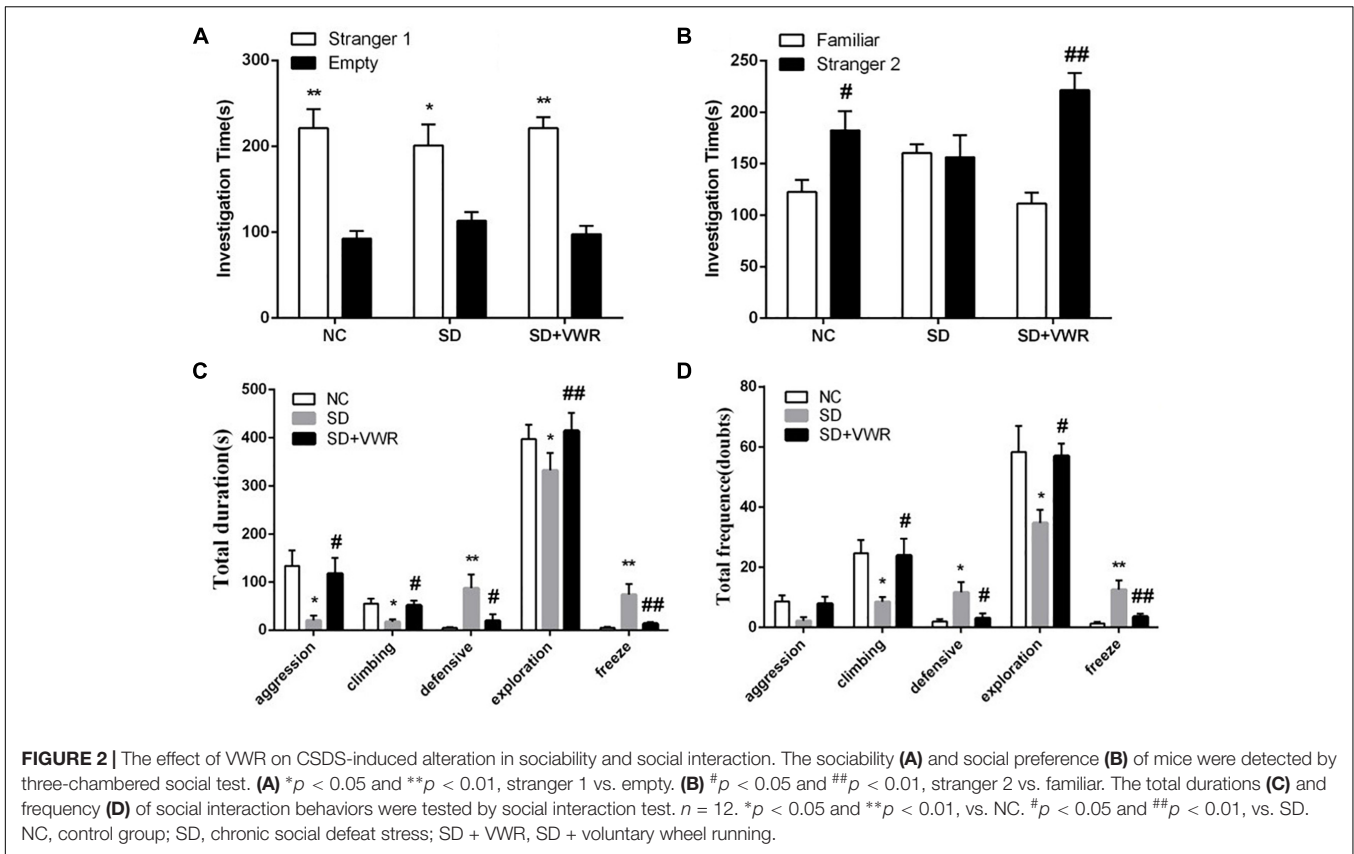 A
Stranger 1
Empty
Investigation Time(s)
300
200
100
0
**
*
**
NC
SD
SD+VWR
B
Familiar
Stranger 2
Investigation Time(s)
250
200
150
100
50
0
#
##
NC
SD
SD+VWR
C
NC
SD
SD+VWR
Total duration(s)
500
400
300
200
100
0
*
#
*
#
**
#
*
##
**
##
aggression
climbing
defensive
exploration
freeze
D
NC
SD
SD+VWR
Total frequence(doubts)
80
60
40
20
0
*
#
*
#
*
#
**
##
aggression
climbing
defensive
exploration
freeze
FIGURE 2 | The effect of VWR on CSDS-induced alteration in sociability and social interaction. The sociability (A) and social preference (B) of mice were detected by
three-chambered social test. (A) *p < 0.05 and **p < 0.01, stranger 1 vs. empty. (B) #p < 0.05 and ##p < 0.01, stranger 2 vs. familiar. The total durations (C) and
frequency (D) of social interaction behaviors were tested by social interaction test. n = 12. *p < 0.05 and **p < 0.01, vs. NC. #p < 0.05 and ##p < 0.01, vs. SD.
NC, control group; SD, chronic social defeat stress; SD + VWR, SD + voluntary wheel running.